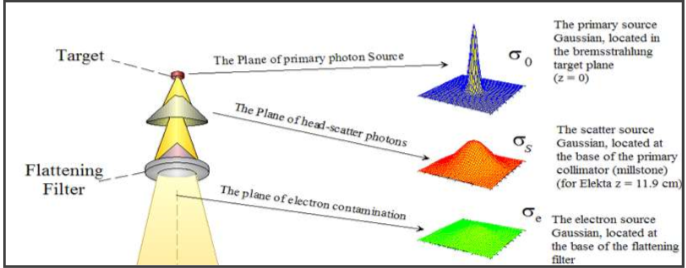 Target
Flattening
Filter
The Plane of primary photon Source
The Plane of head-scatter photons
The plane of electron contamination
σ0
The primary source
Gaussian, located in
the bremsstrahlung
target plane
(z = 0)
σs
The scatter source
Gaussian, located at
the base of the primary
collimator (millstone)
(for Elekta z = 11.9 cm)
σe
The electron source
Gaussian, located at
the base of the flattening
filter